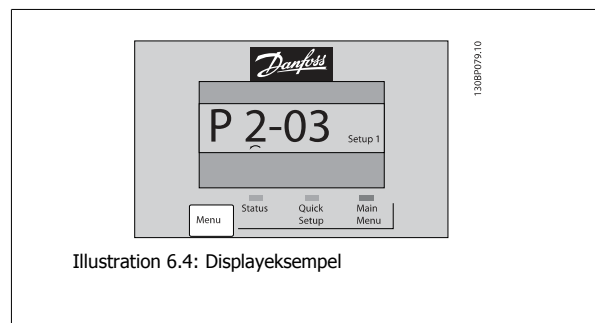 Danfoss
130BP079.10
P 2-03 Setup 1
Status Quick Setup Main Menu
Menu
Illustration 6.4: Displayeksempel